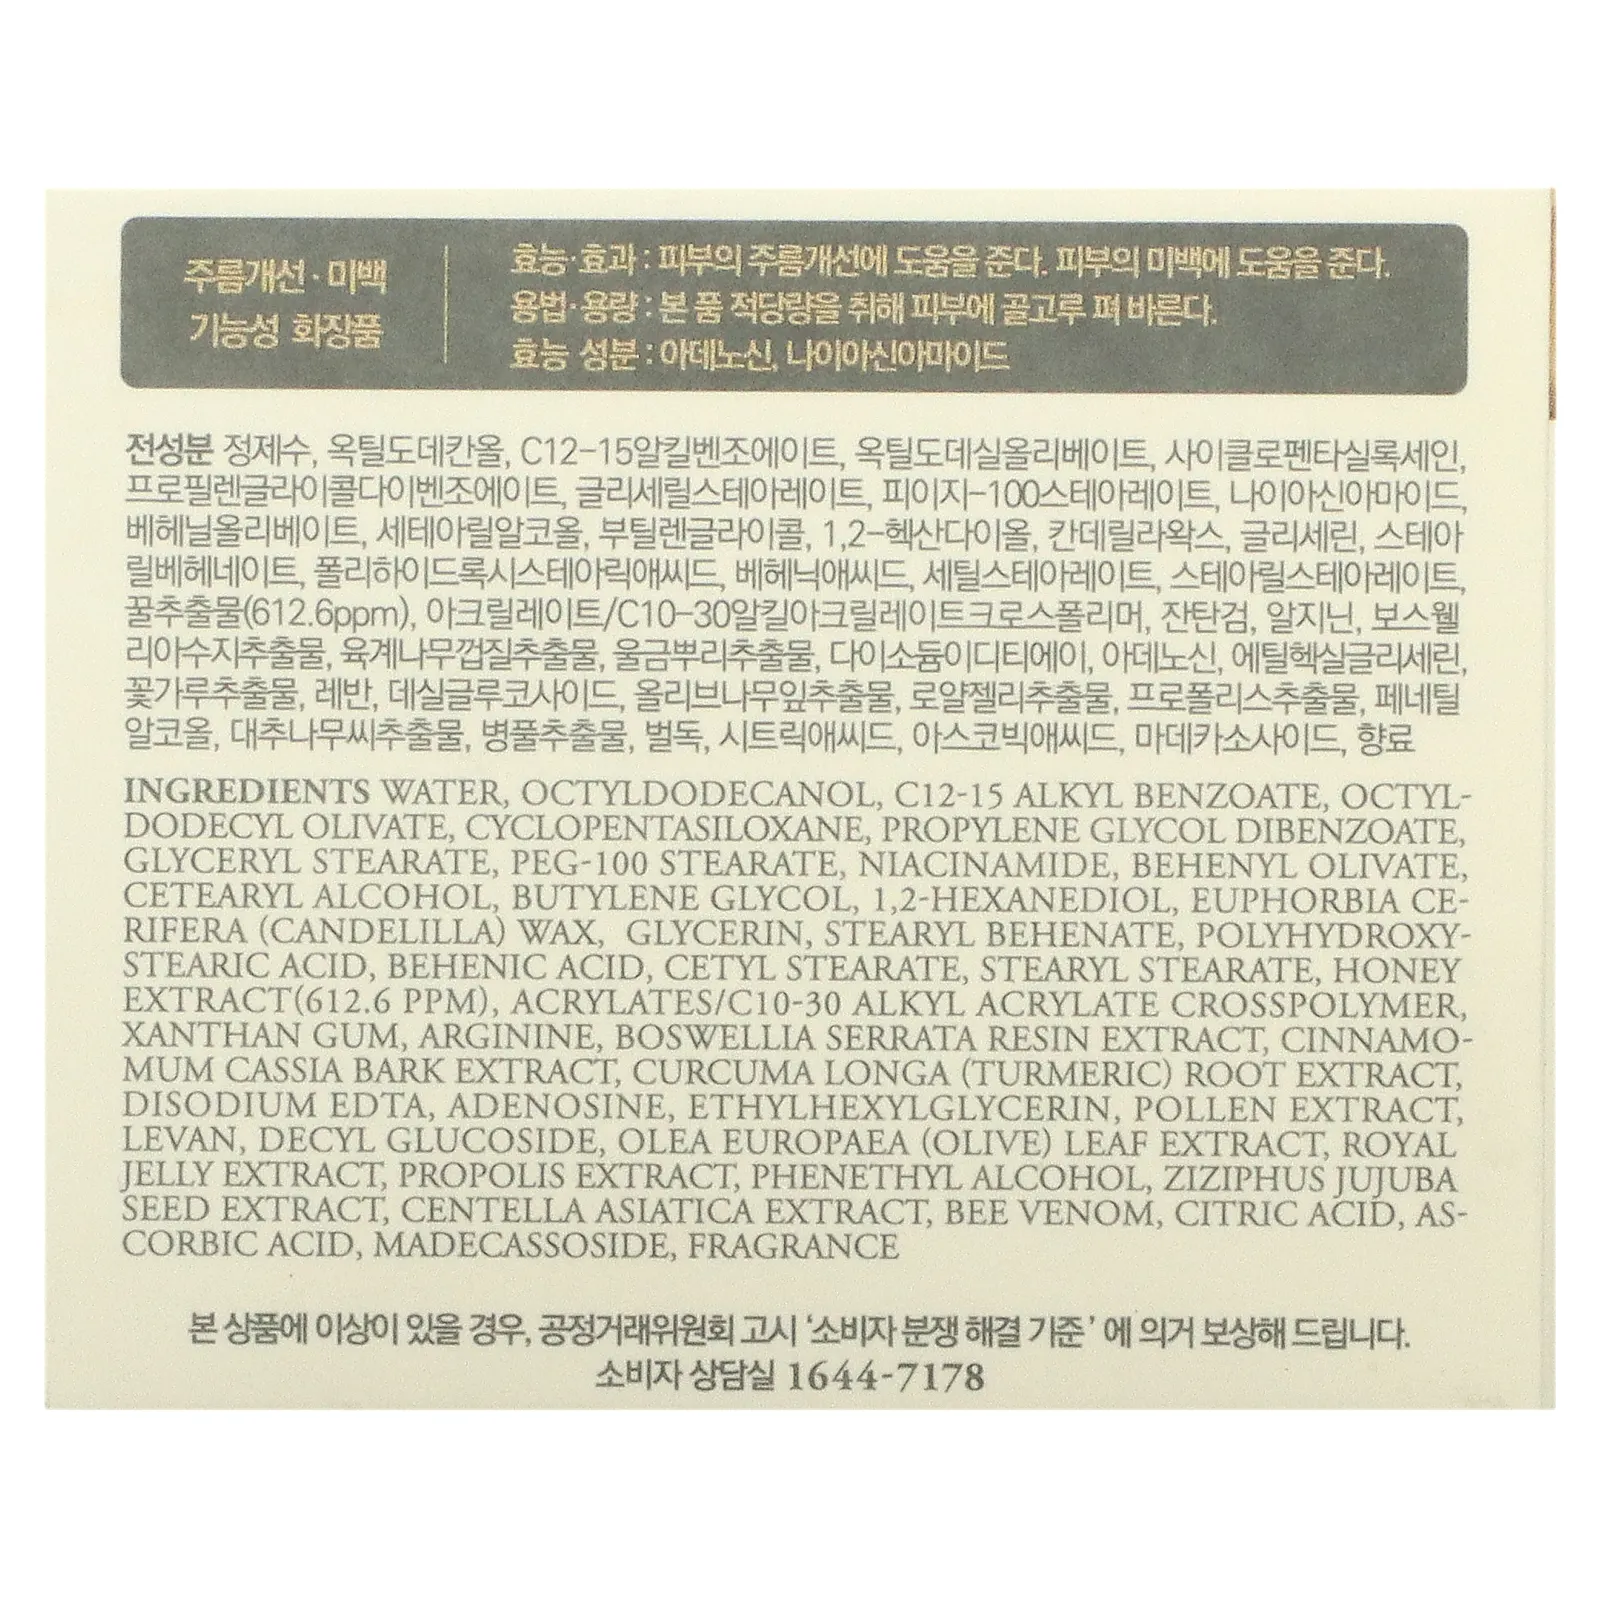 주름개선·미백
기능성 화장품
효능·효과 : 피부의 주름개선에 도움을 준다. 피부의 미백에 도움을 준다.
용법·용량 : 본 품 적당량을 취해 피부에 골고루 펴 바른다.
효능 성분 : 아데노신, 나이아신아마이드
전성분 정제수, 옥틸도데칸올, C12-15알킬벤조에이트, 옥틸도데실올리베이트, 사이클로펜타실록세인,
프로필렌글라이콜다이벤조에이트, 글리세릴스테아레이트, 피이지-100스테아레이트, 나이아신아마이드,
베헤닐올리베이트, 세테아릴알코올, 부틸렌글라이콜, 1,2-헥산다이올, 칸데릴라왁스, 글리세린, 스테아
릴베헤네이트, 폴리하이드록시스테아릭애씨드, 베헤닉애씨드, 세틸스테아레이트, 스테아릴스테아레이트,
꿀추출물(612.6ppm), 아크릴레이트/C10-30알킬아크릴레이트크로스폴리머, 잔탄검, 알지닌, 보스웰
리아수지추출물, 육계나무껍질추출물, 울금뿌리추출물, 다이소듐이디티에이, 아데노신, 에틸헥실글리세린,
꽃가루추출물, 레반, 데실글루코사이드, 올리브나무잎추출물, 로얄젤리추출물, 프로폴리스추출물, 페네틸
알코올, 대추나무씨추출물, 병풀추출물, 벌독, 시트릭애씨드, 아스코빅애씨드, 마데카소사이드, 향료
INGREDIENTS WATER, OCTYLDODECANOL, C12-15 ALKYL BENZOATE, OCTYL-
DODECYL OLIVATE, CYCLOPENTASILOXANE, PROPYLENE GLYCOL DIBENZOATE,
GLYCERYL STEARATE, PEG-100 STEARATE, NIACINAMIDE, BEHENYL OLIVATE,
CETEARYL ALCOHOL, BUTYLENE GLYCOL, 1,2-HEXANEDIOL, EUPHORBIA CE-
RIFERA (CANDELILLA) WAX, GLYCERIN, STEARYL BEHENATE, POLYHYDROXY-
STEARIC ACID, BEHENIC ACID, CETYL STEARATE, STEARYL STEARATE, HONEY
EXTRACT(612.6 PPM), ACRYLATES/C10-30 ALKYL ACRYLATE CROSSPOLYMER,
XANTHAN GUM, ARGININE, BOSWELLIA SERRATA RESIN EXTRACT, CINNAMO-
MUM CASSIA BARK EXTRACT, CURCUMA LONGA (TURMERIC) ROOT EXTRACT,
DISODIUM EDTA, ADENOSINE, ETHYLHEXYLGLYCERIN, POLLEN EXTRACT,
LEVAN, DECYL GLUCOSIDE, OLEA EUROPAEA (OLIVE) LEAF EXTRACT, ROYAL
JELLY EXTRACT, PROPOLIS EXTRACT, PHENETHYL ALCOHOL, ZIZIPHUS JUJUBA
SEED EXTRACT, CENTELLA ASIATICA EXTRACT, BEE VENOM, CITRIC ACID, AS-
CORBIC ACID, MADECASSOSIDE, FRAGRANCE
본 상품에 이상이 있을 경우, 공정거래위원회 고시 '소비자 분쟁 해결 기준' 에 의거 보상해 드립니다.
소비자 상담실 1644-7178